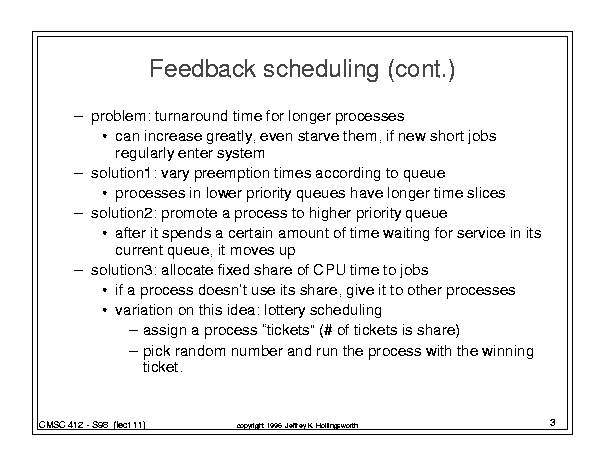 Feedback scheduling (cont.)
– problem: turnaround time for longer processes
• can increase greatly, even starve them, if new short jobs
regularly enter system
– solution1: vary preemption times according to queue
• processes in lower priority queues have longer time slices
– solution2: promote a process to higher priority queue
• after it spends a certain amount of time waiting for service in its
current queue, it moves up
– solution3: allocate fixed share of CPU time to jobs
• if a process doesn't use its share, give it to other processes
• variation on this idea: lottery scheduling
– assign a process "tickets" (# of tickets is share)
– pick random number and run the process with the winning
ticket.
CMSC 412 - S98 (lect 11)
copyright 1996 Jeffrey K. Hollingsworth
3